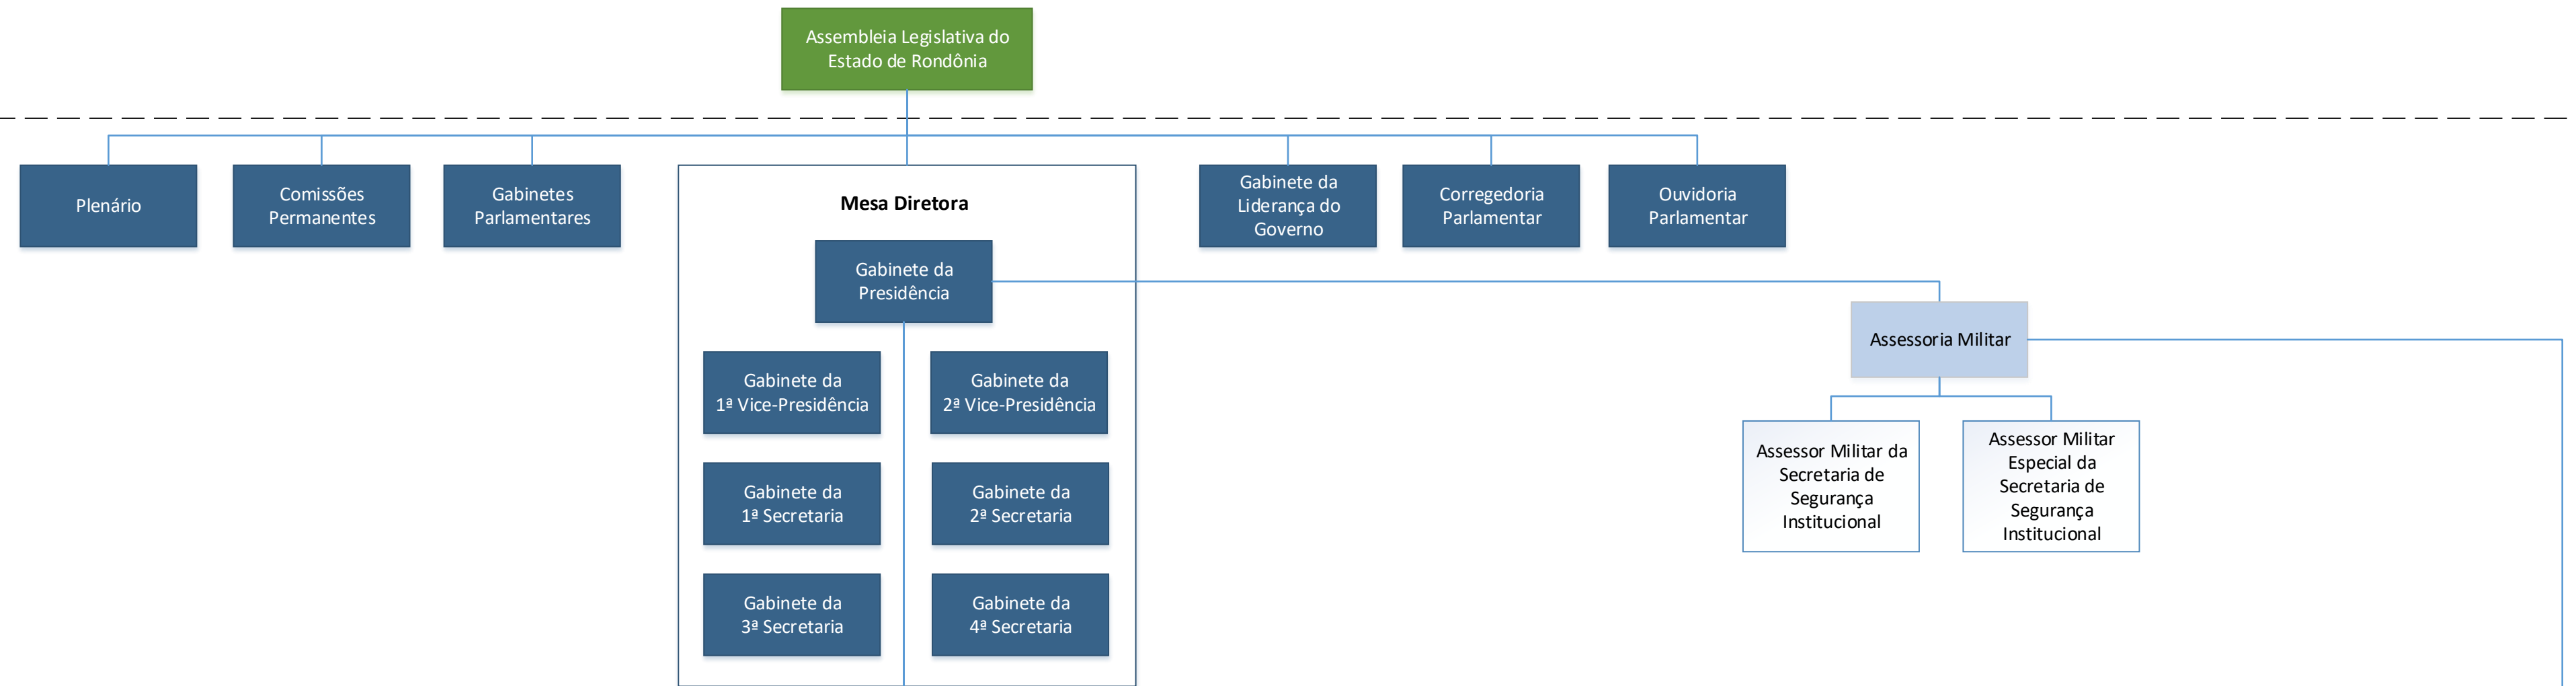 Assembleia Legislativa do
Estado de Rondônia
Plenário
Comissões
Permanentes
Gabinetes
Parlamentares
Mesa Diretora
Gabinete da
Liderança do
Governo
Corregedoria
Parlamentar
Ouvidoria
Parlamentar
Gabinete da
Presidência
Assessoria Militar
Gabinete da
1ª Vice-Presidência
Gabinete da
2ª Vice-Presidência
Assessor Militar da
Secretaria de
Segurança
Institucional
Assessor Militar
Especial da
Secretaria de
Segurança
Institucional
Gabinete da
1ª Secretaria
Gabinete da
2ª Secretaria
Gabinete da
3ª Secretaria
Gabinete da
4ª Secretaria